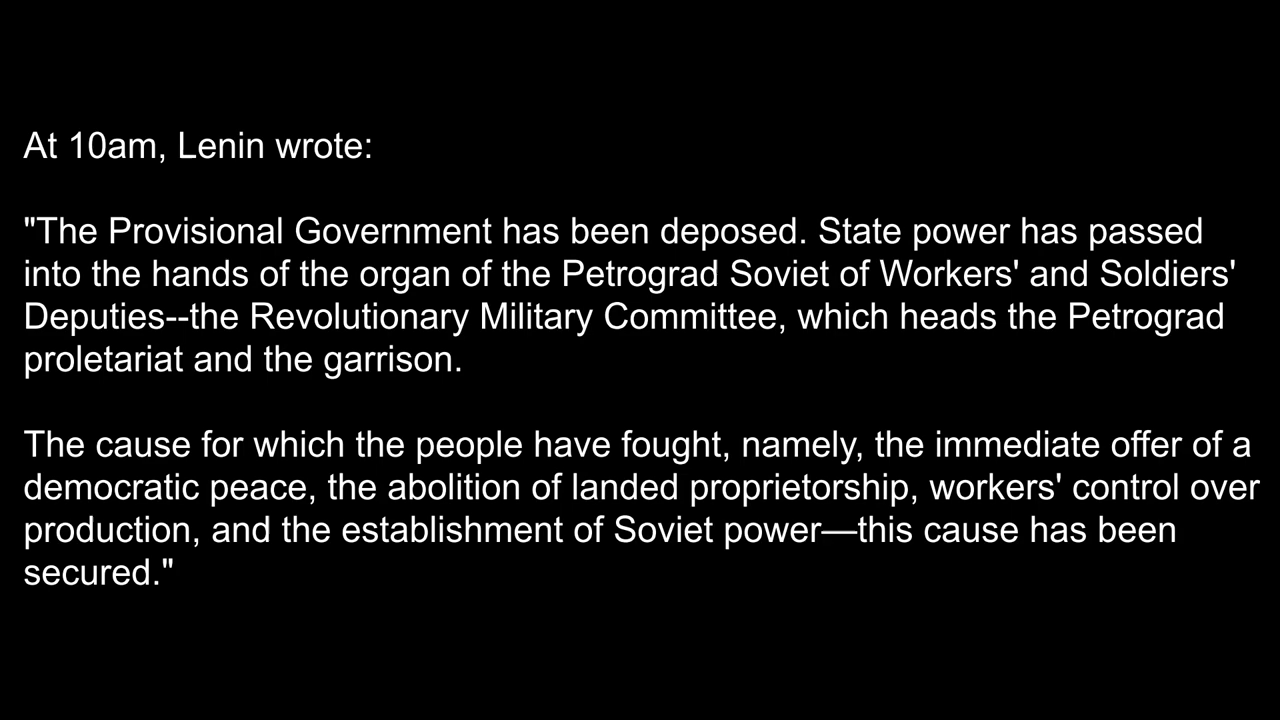 At 10am, Lenin wrote:
"The Provisional Government has been deposed. State power has passed
into the hands of the organ of the Petrograd Soviet of Workers' and Soldiers'
Deputies--the Revolutionary Military Committee, which heads the Petrograd
proletariat and the garrison.
The cause for which the people have fought, namely, the immediate offer of a
democratic peace, the abolition of landed proprietorship, workers' control over
production, and the establishment of Soviet power—this cause has been
secured."